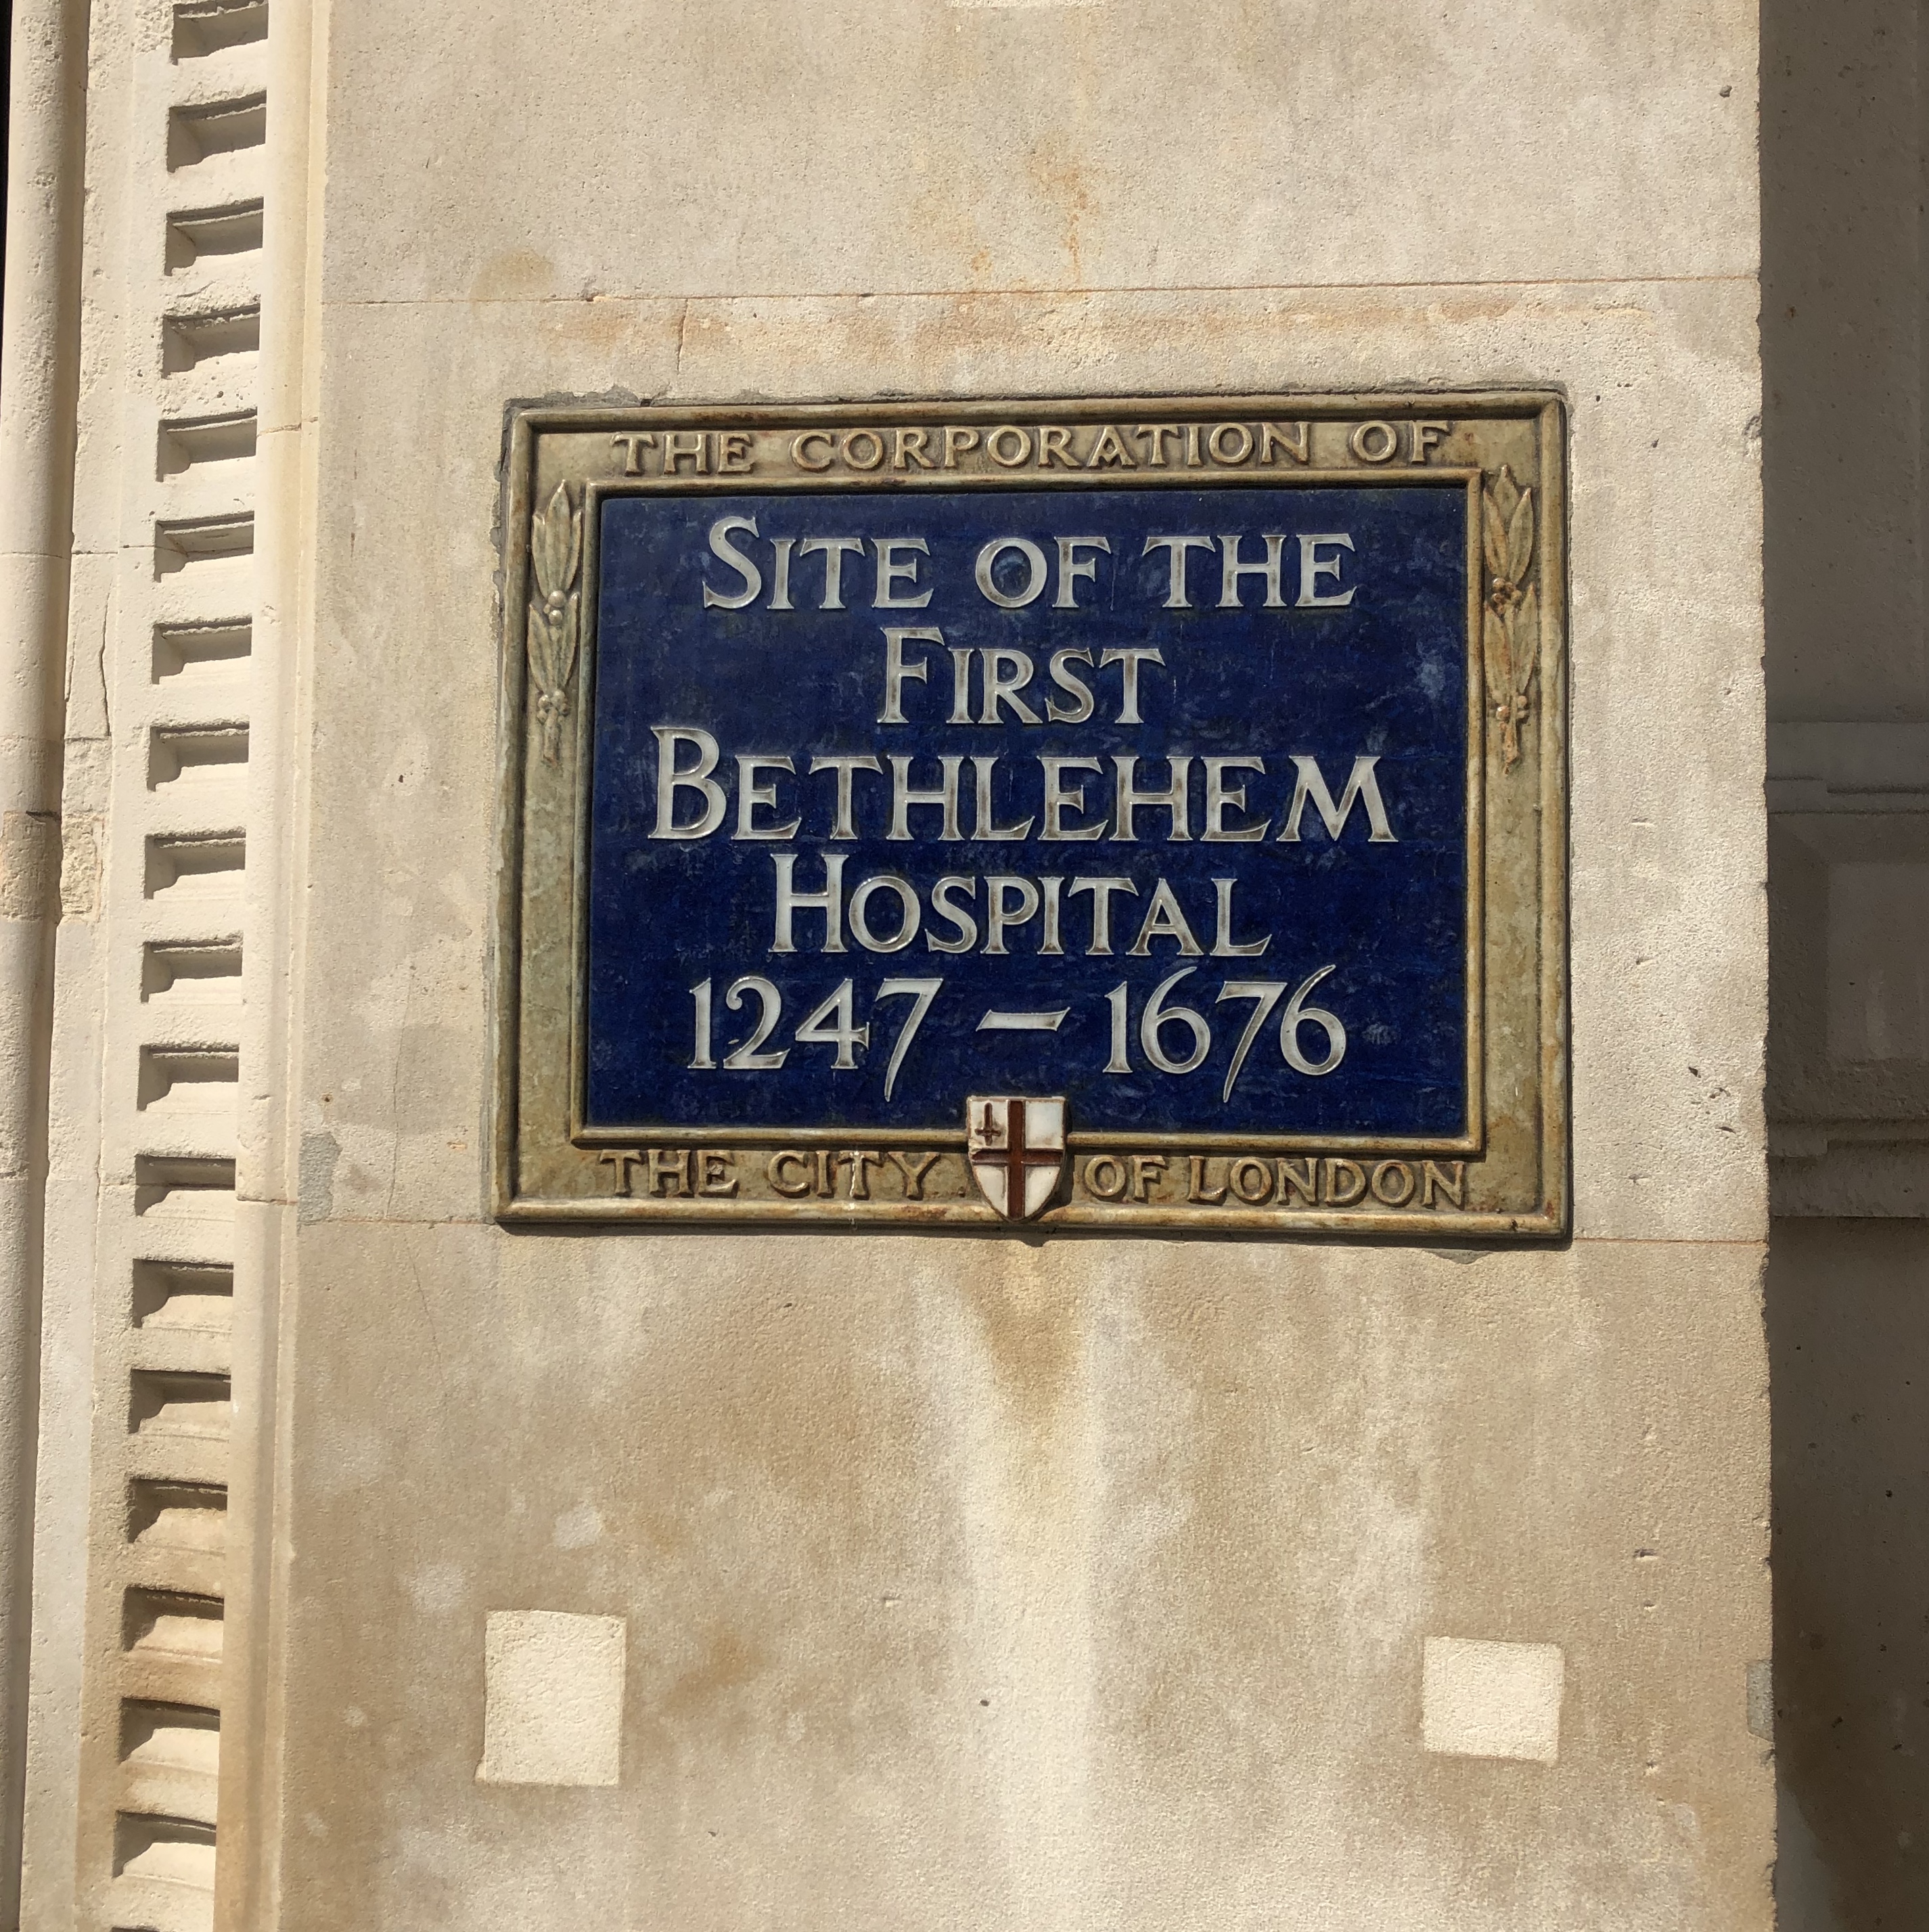 THE CORPORATION OF
SITE OF THE
FIRST
BETHLEHEM
HOSPITAL
1247 – 1676
THE CITY OF LONDON